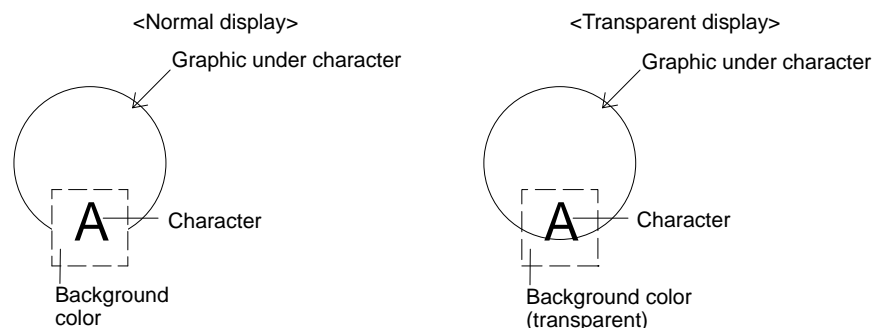 <Normal display>
Graphic under character
A
Character
Background
color
<Transparent display>
Graphic under character
A
Character
Background color
(transparent)